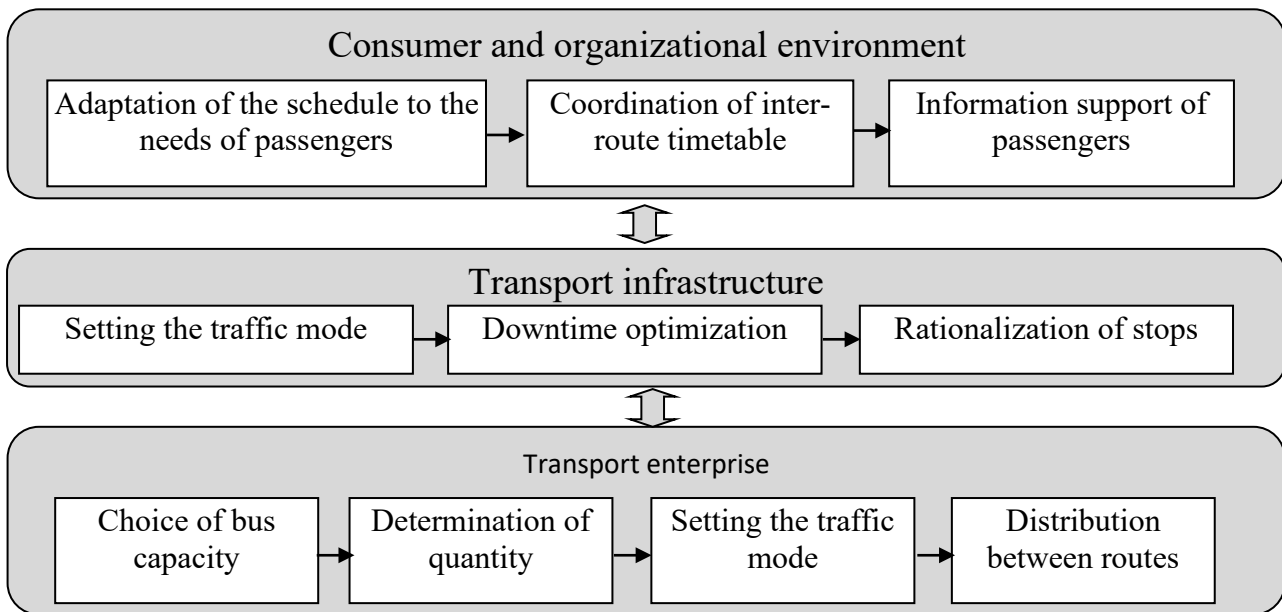 Consumer and organizational environment
Adaptation of the schedule to the
needs of passengers
Coordination of inter-
route timetable
Information support of
passengers
Transport infrastructure
Setting the traffic mode
Downtime optimization
Rationalization of stops
Transport enterprise
Choice of bus
capacity
Determination of
quantity
Setting the traffic
mode
Distribution
between routes